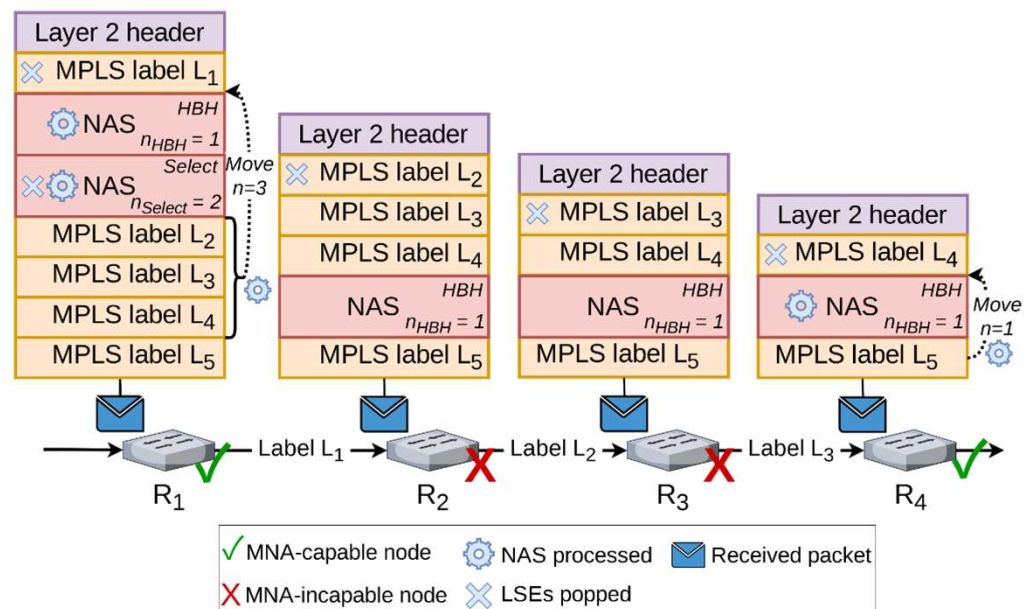 Layer 2 header
MPLS label L1
HBH
NAS
nHBH = 1
Select
NAS
nSelect = 2
MPLS label L2
MPLS label L3
MPLS label L4
MPLS label L5
Move
n=3
Layer 2 header
MPLS label L2
MPLS label L3
MPLS label L4
HBH
NAS
nHBH = 1
MPLS label L5
Layer 2 header
MPLS label L3
MPLS label L4
HBH
NAS
nHBH = 1
MPLS label L5
Layer 2 header
MPLS label L4
HBH
NAS
nHBH = 1
MPLS label L5
Move
n=1
Label L1
Label L2
Label L3
R1
R2
R3
R4
MNA-capable node
NAS processed
Received packet
MNA-incapable node
LSEs popped